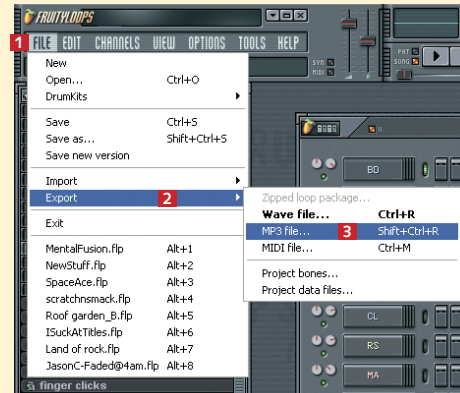 FRUITYLOOPS
1 FILE EDIT CHANNELS VIEW OPTIONS TOOLS HELP
SYN
MIDI
PAT
SONG
New
Open... Ctrl+O
DrumKits
Save Ctrl+S
Save as... Shift+Ctrl+S
Save new version
Import
Export 2
Exit
MentalFusion.flp Alt+1
NewStuff.flp Alt+2
SpaceAce.flp Alt+3
scratchnsmack.flp Alt+4
Roof garden_B.flp Alt+5
ISuckAtTitles.flp Alt+6
Land of rock.flp Alt+7
JasonC-Faded@4am.flp Alt+8
finger clicks
BD
Zipped loop package...
Wave file... Ctrl+R
MP3 file... 3 Shift+Ctrl+R
MIDI file... Ctrl+M
Project bones...
Project data files...
CL
RS
MA